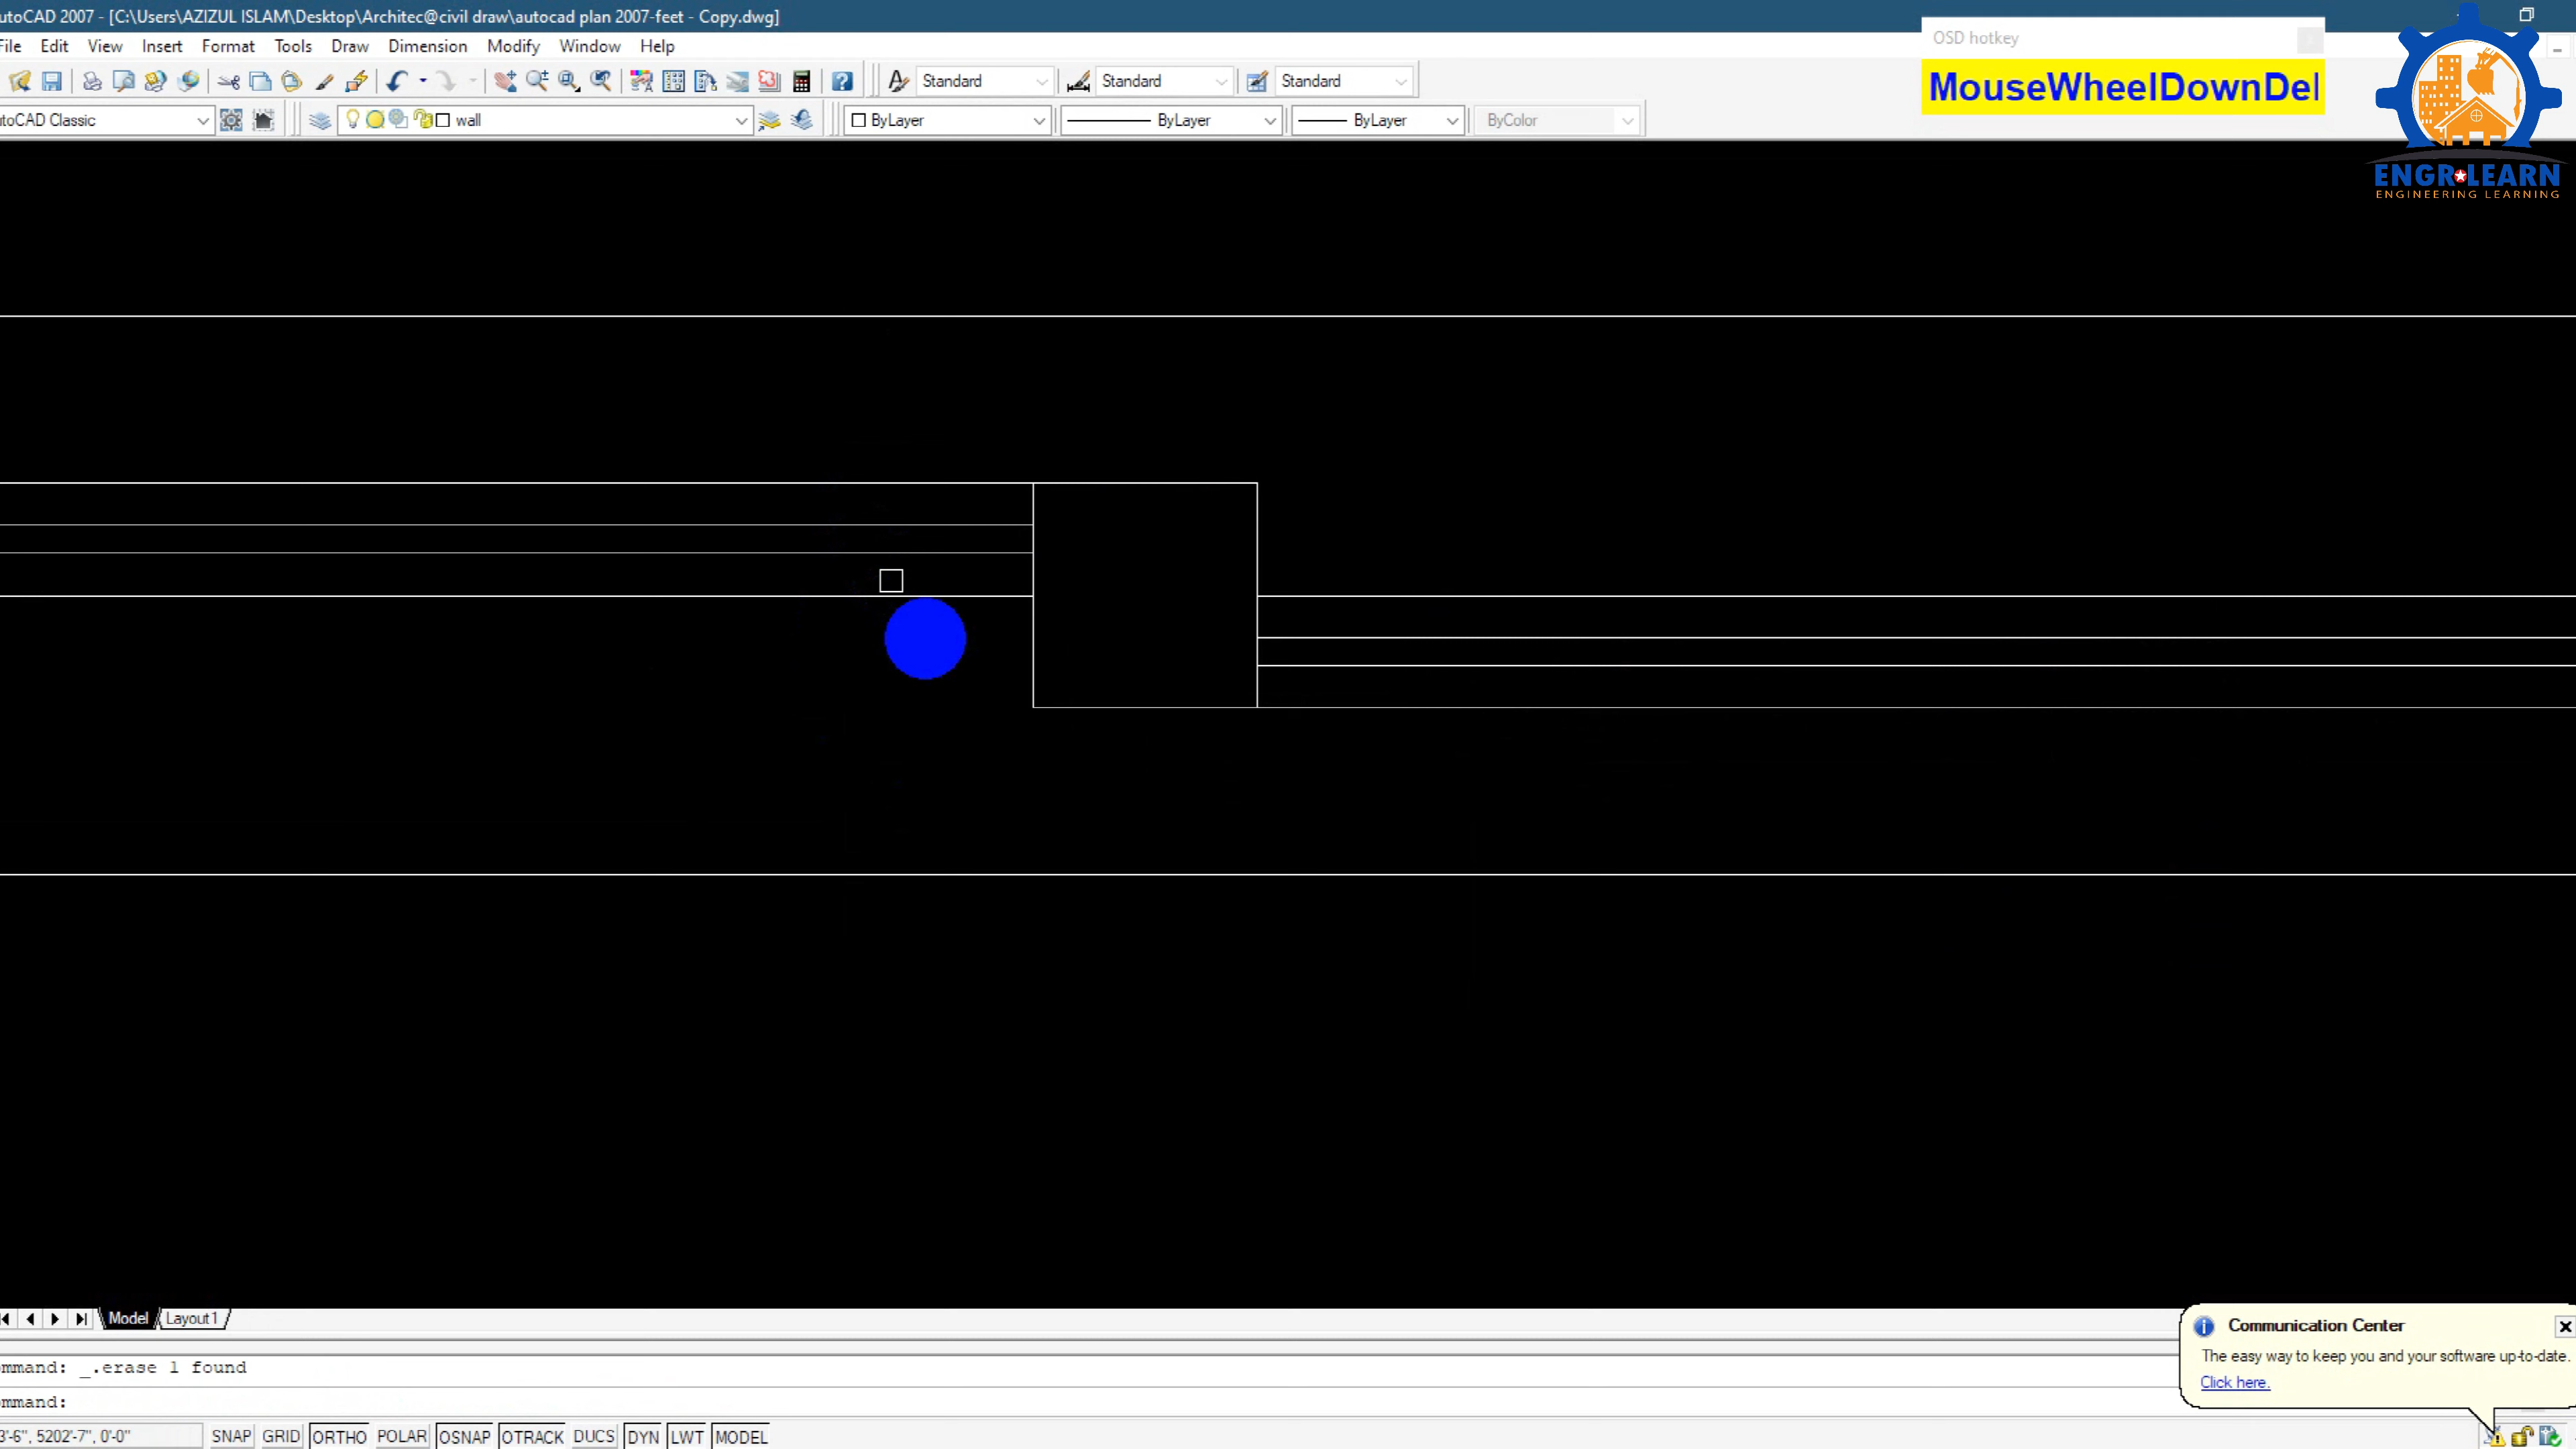 utoCAD 2007 - [C:\Users\AZIZUL ISLAM\Desktop\Architec@civil draw\autocad plan 2007-feet - Copy.dwg]
File Edit View Insert Format Tools Draw Dimension Modify Window Help
OSD hotkey
MouseWheelDownDel
Standard Standard Standard
utoCAD Classic wall ByLayer ByLayer ByLayer ByColor
ENGR LEARN
ENGINEERING LEARNING
Model Layout1
ommand: _.erase 1 found
ommand:
Communication Center
The easy way to keep you and your software up-to-date.
Click here.
3'-6", 5202'-7", 0'-0" SNAP GRID ORTHO POLAR OSNAP OTRACK DUCS DYN LWT MODEL